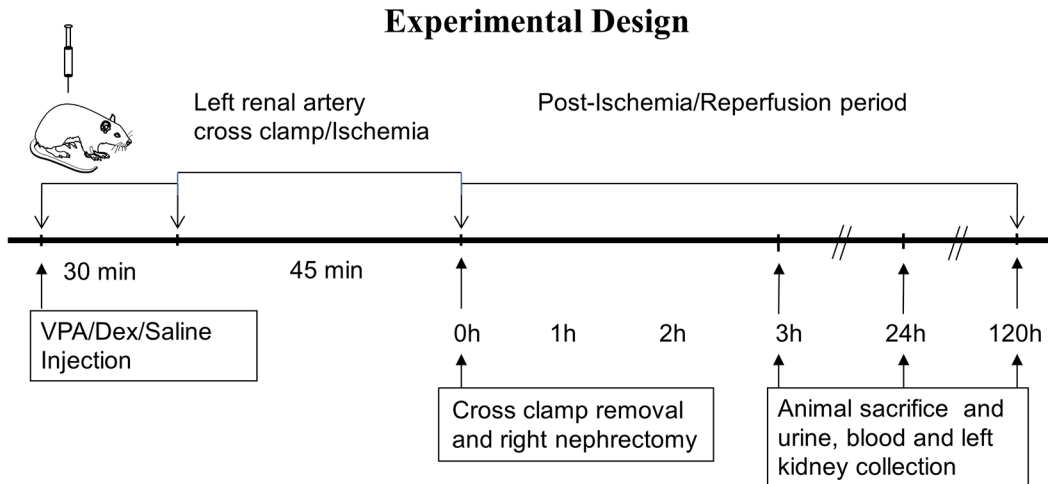 Experimental Design
Left renal artery
cross clamp/Ischemia
Post-Ischemia/Reperfusion period
30 min
45 min
VPA/Dex/Saline
Injection
0h
1h
2h
3h
24h
120h
Cross clamp removal
and right nephrectomy
Animal sacrifice and
urine, blood and left
kidney collection